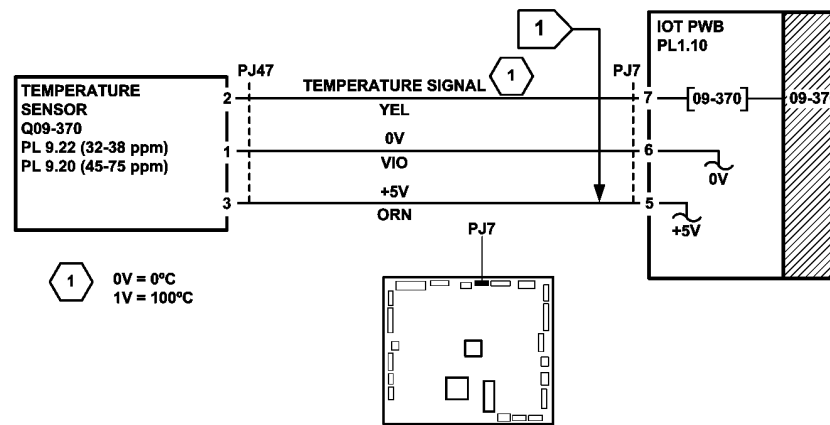 1
IOT PWB
PL1.10
PJ47
TEMPERATURE SIGNAL
1
PJ7
TEMPERATURE
SENSOR
Q09-370
PL 9.22 (32-38 ppm)
PL 9.20 (45-75 ppm)
2
YEL
7
09-370
09-37
1
0V
VIO
6
0V
3
+5V
ORN
5
+5V
PJ7
1
0V = 0ºC
1V = 100ºC